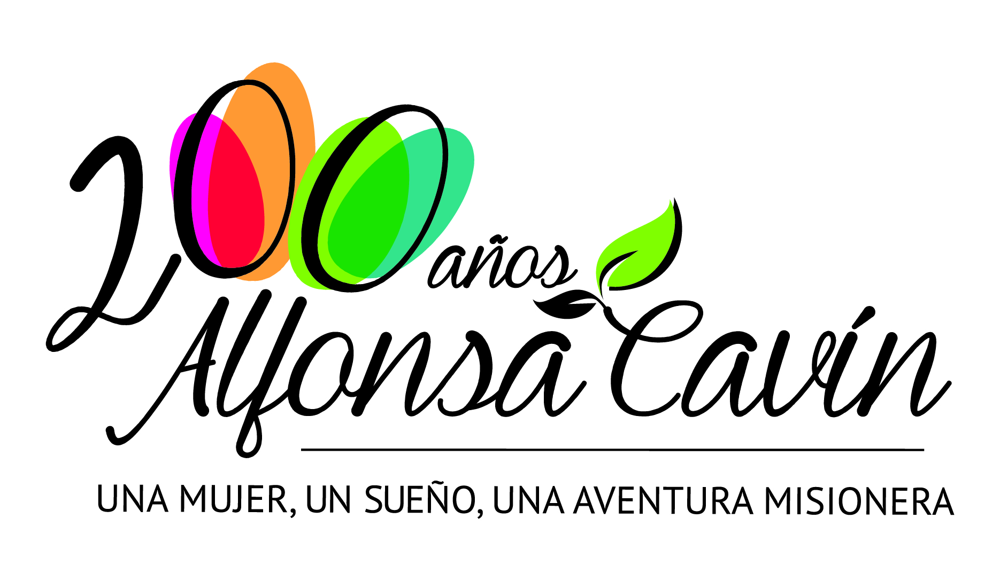 200 años
Alfonsa Cavín
UNA MUJER, UN SUEÑO, UNA AVENTURA MISIONERA